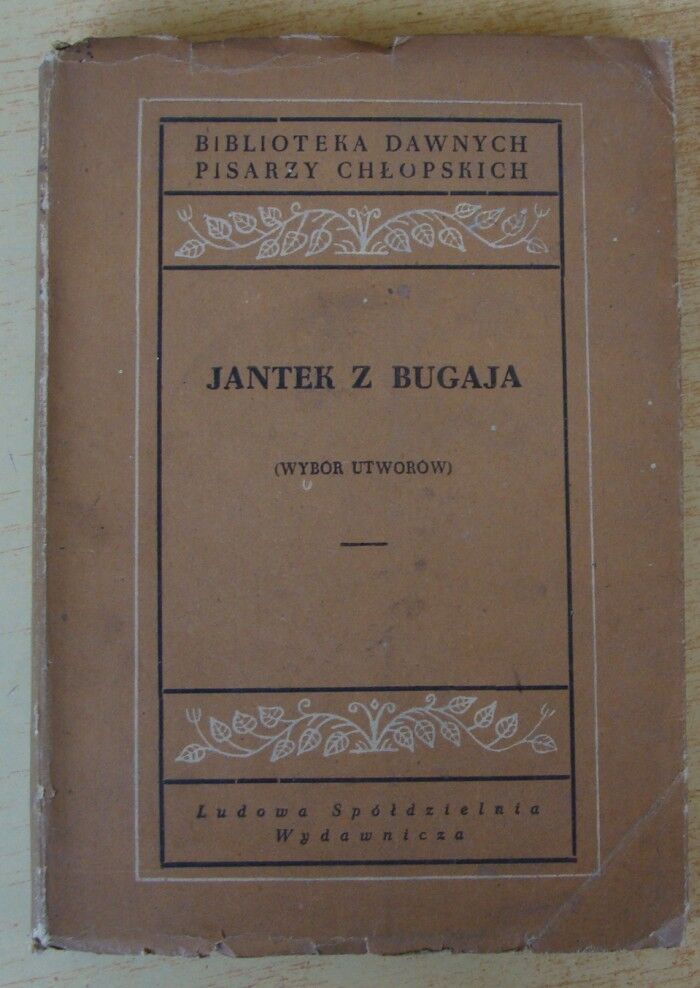 BIBLIOTEKA DAWNYCH
PISARZY CHŁOPSKICH
JANTEK Z BUGAJA
(WYBÓR UTWORÓW)
Ludowa Spółdzielnia
Wydawnicza